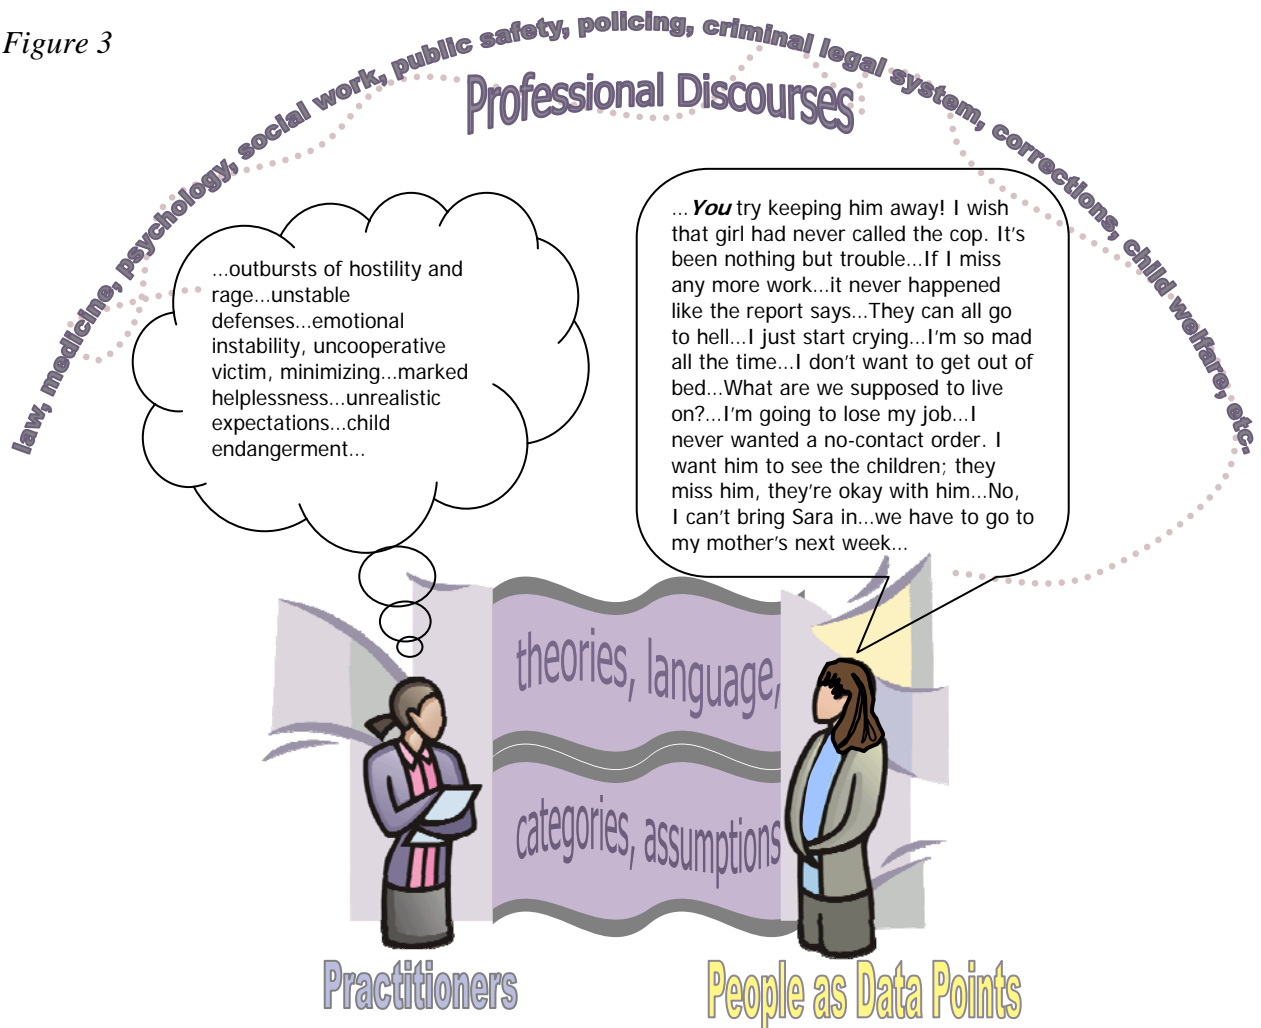 Figure 3
law, medicine, psychology, social work, public safety, policing, criminal legal system, corrections, child welfare, etc.
Professional Discourses
...outbursts of hostility and
rage...unstable
defenses...emotional
instability, uncooperative
victim, minimizing...marked
helplessness...unrealistic
expectations...child
endangerment...
...You try keeping him away! I wish
that girl had never called the cop. It's
been nothing but trouble...If I miss
any more work...it never happened
like the report says...They can all go
to hell...I just start crying...I'm so mad
all the time...I don't want to get out of
bed...What are we supposed to live
on?...I'm going to lose my job...I
never wanted a no-contact order. I
want him to see the children; they
miss him, they're okay with him...No,
I can't bring Sara in...we have to go to
my mother's next week...
theories, language,
categories, assumptions
Practitioners
People as Data Points